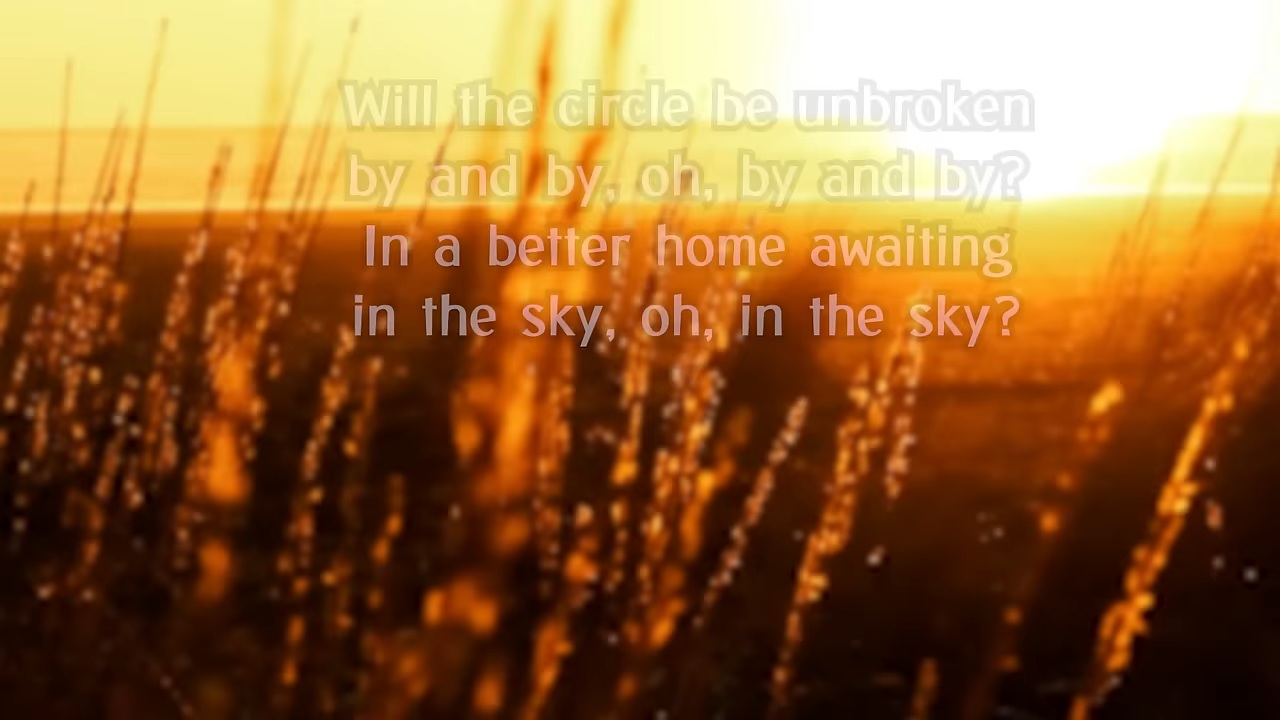 Will the circle be unbroken
by and by, oh, by and by?
In a better home awaiting
in the sky, oh, in the sky?